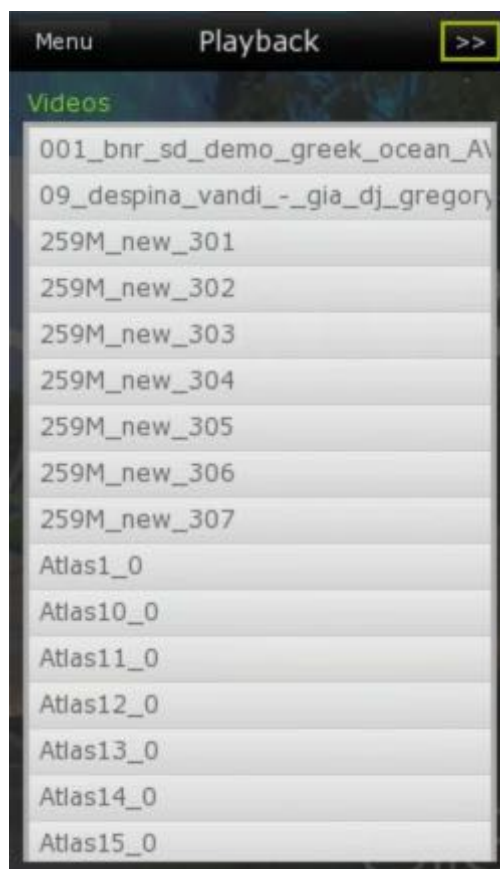 Menu Playback >>
Videos
001_bnr_sd_demo_greek_ocean_AV
09_despina_vandi_-_gia_dj_gregory
259M_new_301
259M_new_302
259M_new_303
259M_new_304
259M_new_305
259M_new_306
259M_new_307
Atlas1_0
Atlas10_0
Atlas11_0
Atlas12_0
Atlas13_0
Atlas14_0
Atlas15_0